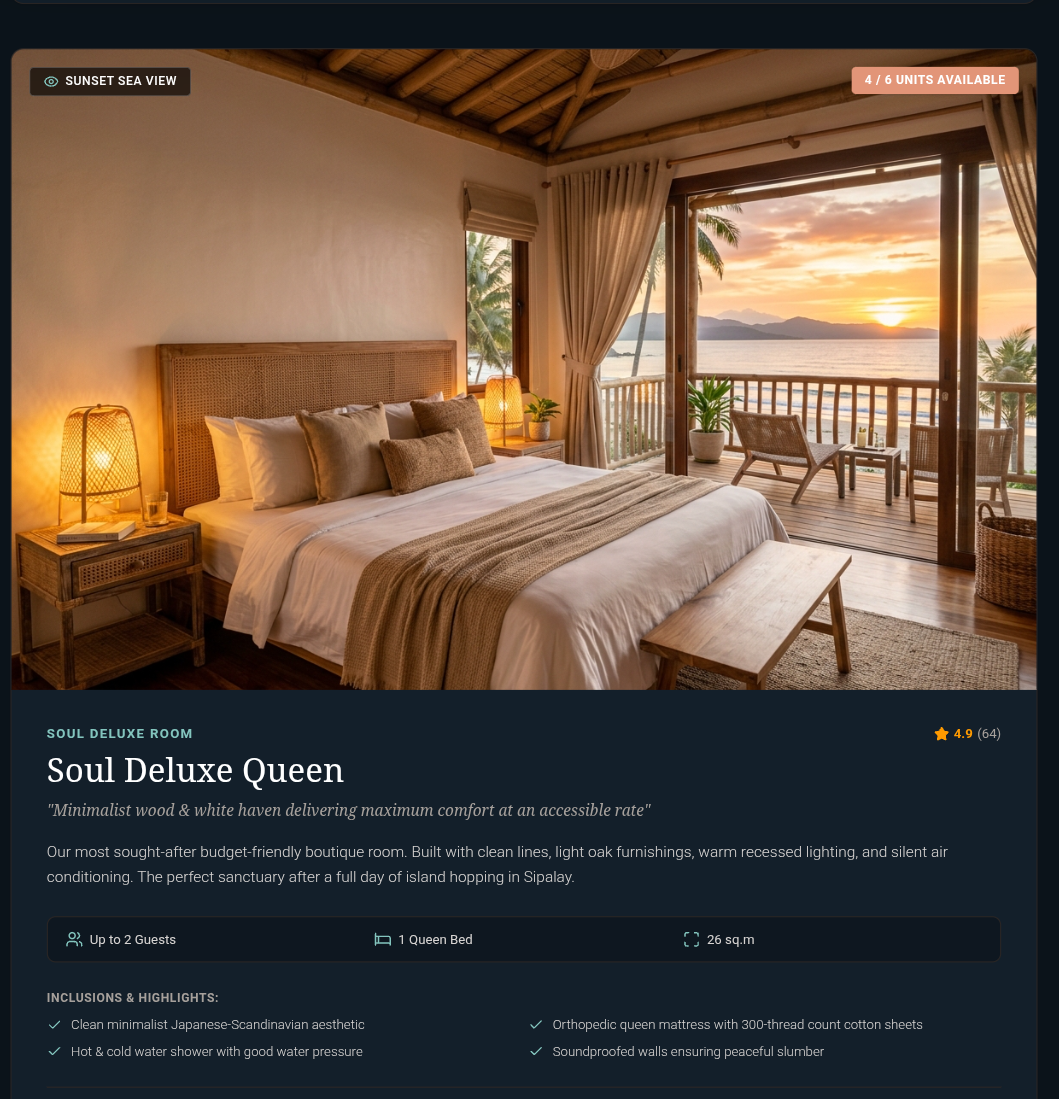 SUNSET SEA VIEW
4 / 6 UNITS AVAILABLE
SOUL DELUXE ROOM
4.9 (64)
Soul Deluxe Queen
"Minimalist wood & white haven delivering maximum comfort at an accessible rate"
Our most sought-after budget-friendly boutique room. Built with clean lines, light oak furnishings, warm recessed lighting, and silent air
conditioning. The perfect sanctuary after a full day of island hopping in Sipalay.
Up to 2 Guests
1 Queen Bed
26 sq.m
INCLUSIONS & HIGHLIGHTS:
Clean minimalist Japanese-Scandinavian aesthetic
Orthopedic queen mattress with 300-thread count cotton sheets
Hot & cold water shower with good water pressure
Soundproofed walls ensuring peaceful slumber